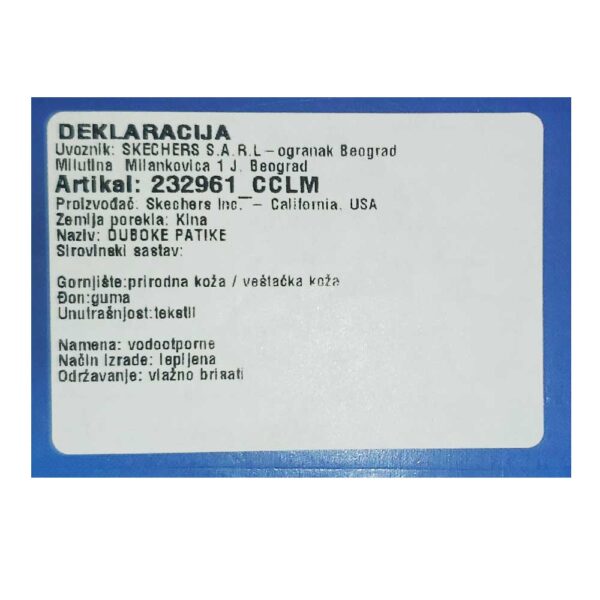 DEKLARACIJA
Uvoznik: SKECHERS S.A.R.L – ogranak Beograd
Milutina Milankovica 1 J. Beograd
Artikal: 232961_CCLM
Proizvođač: Skechers Inc. – California. USA
Zemlja porekla: Kina
Naziv: DUBOKE PATIKE
Sirovinski sastav:
Gornjište:prirodna koža / veštačka koža
Đon:guma
Unutrašnjost:tekstil
Namena: vodootporne
Način izrade: lepljena
Održavanje: vlažno brisati